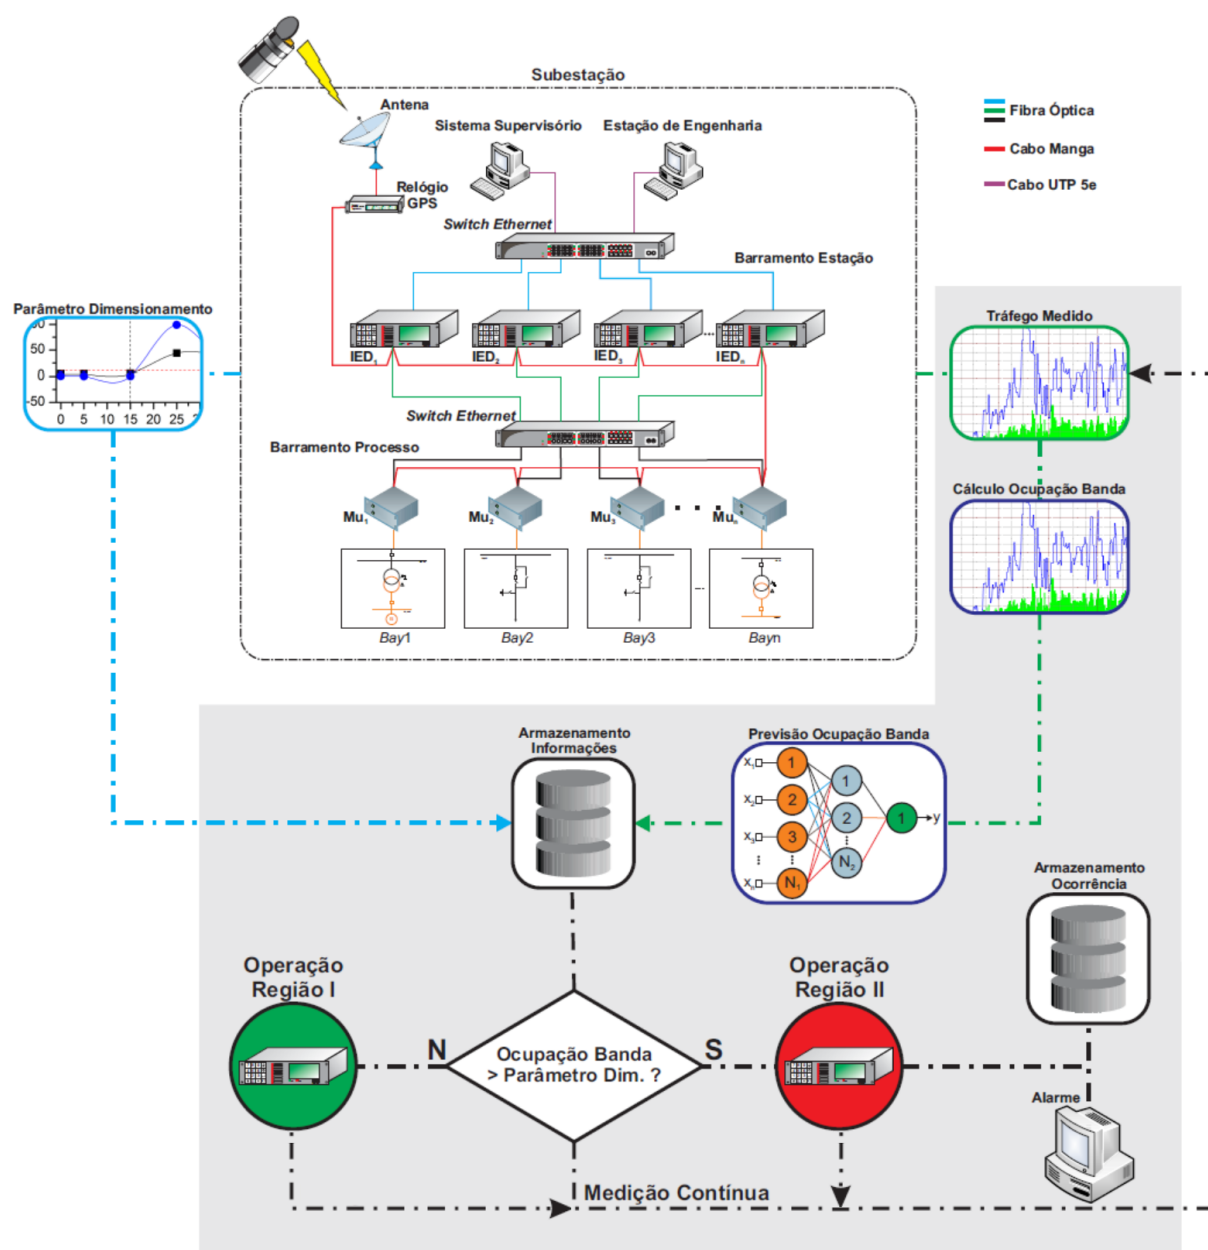 Subestação
Antena
Sistema Supervisório
Estação de Engenharia
Fibra Óptica
Cabo Manga
Cabo UTP 5e
Relógio
GPS
Switch Ethernet
Barramento Estação
Parâmetro Dimensionamento
50
0
-50
0 5 10 15 20 25
IED1
IED2
IED3
...
IEDn
Tráfego Medido
Switch Ethernet
Barramento Processo
Cálculo Ocupação Banda
Mu1
Mu2
Mu3
Mun
Bay1
Bay2
Bay3
Bayn
Armazenamento
Informações
Previsão Ocupação Banda
X1
X2
X3
Xn
1
2
3
N1
1
2
N2
1
y
Armazenamento
Ocorrência
Operação
Região I
Operação
Região II
N
Ocupação Banda
> Parâmetro Dim. ?
S
Alarme
Medição Contínua